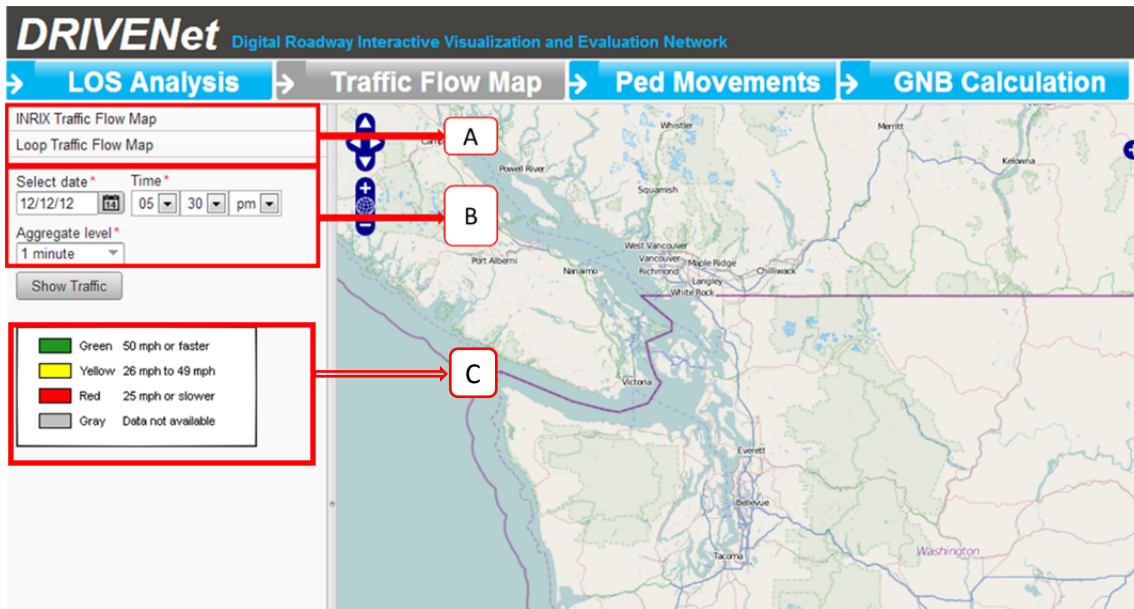 DRIVENet Digital Roadway Interactive Visualization and Evaluation Network
LOS Analysis Traffic Flow Map Ped Movements GNB Calculation
INRIX Traffic Flow Map
Loop Traffic Flow Map
A
Select date* Time*
12/12/12 14 05 30 pm
B
Aggregate level*
1 minute
Show Traffic
Green 50 mph or faster
Yellow 26 mph to 49 mph
Red 25 mph or slower
Gray Data not available
C
Whistler
Merritt
Kelowna
Powell River
Squamish
West Vancouver
Vancouver
Maple Ridge
Port Alberni
Nanaimo
Richmond
Chilliwack
Langley
White Rock
Victoria
Everett
Bellevue
Tacoma
Washington